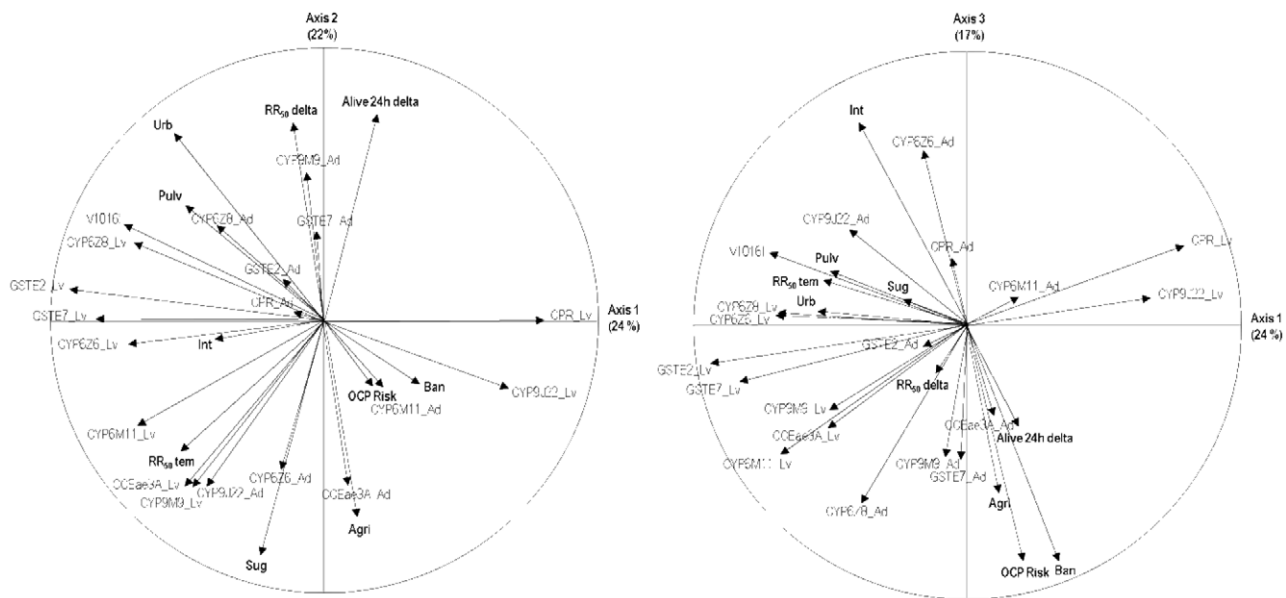 Axis 2
(22%)
RR50 delta
Alive 24h delta
Urb
CYP9M9_Ad
Pulv
V1016I
CYP6Z8_Ad
GSTE7_Ad
CYP6Z8_Lv
GSTE2_Ad
GSTE2_Lv
CPR_Ad
Axis 1
(24 %)
GSTE7_Lv
CPR_Lv
CYP6Z6_Lv
Int
OCP Risk
Ban
CYP9J22_Lv
CYP6M11_Ad
CYP6M11_Lv
RR50 tem
CCEae3A_Lv
CYP9J22_Ad
CYP6Z6_Ad
CYP9M9_Lv
CCEae3A_Ad
Agri
Sug
Axis 3
(17%)
Int
CYP6Z6_Ad
CYP9J22_Ad
V1016I
CPR_Ad
CPR_Lv
Pulv
RR50 tem
Sug
CYP6M11_Ad
CYP9J22_Lv
CYP6Z8_Lv
Urb
CYP6Z6_Lv
Axis 1
(24 %)
GSTE2_Ad
GSTE2_Lv
GSTE7_Lv
RR50 delta
CYP9M9_Lv
CCEae3A_Ad
CCEae3A_Lv
Alive 24h delta
CYP6M11_Lv
CYP9M9_Ad
GSTE7_Ad
Agri
CYP6Z8_Ad
OCP Risk
Ban